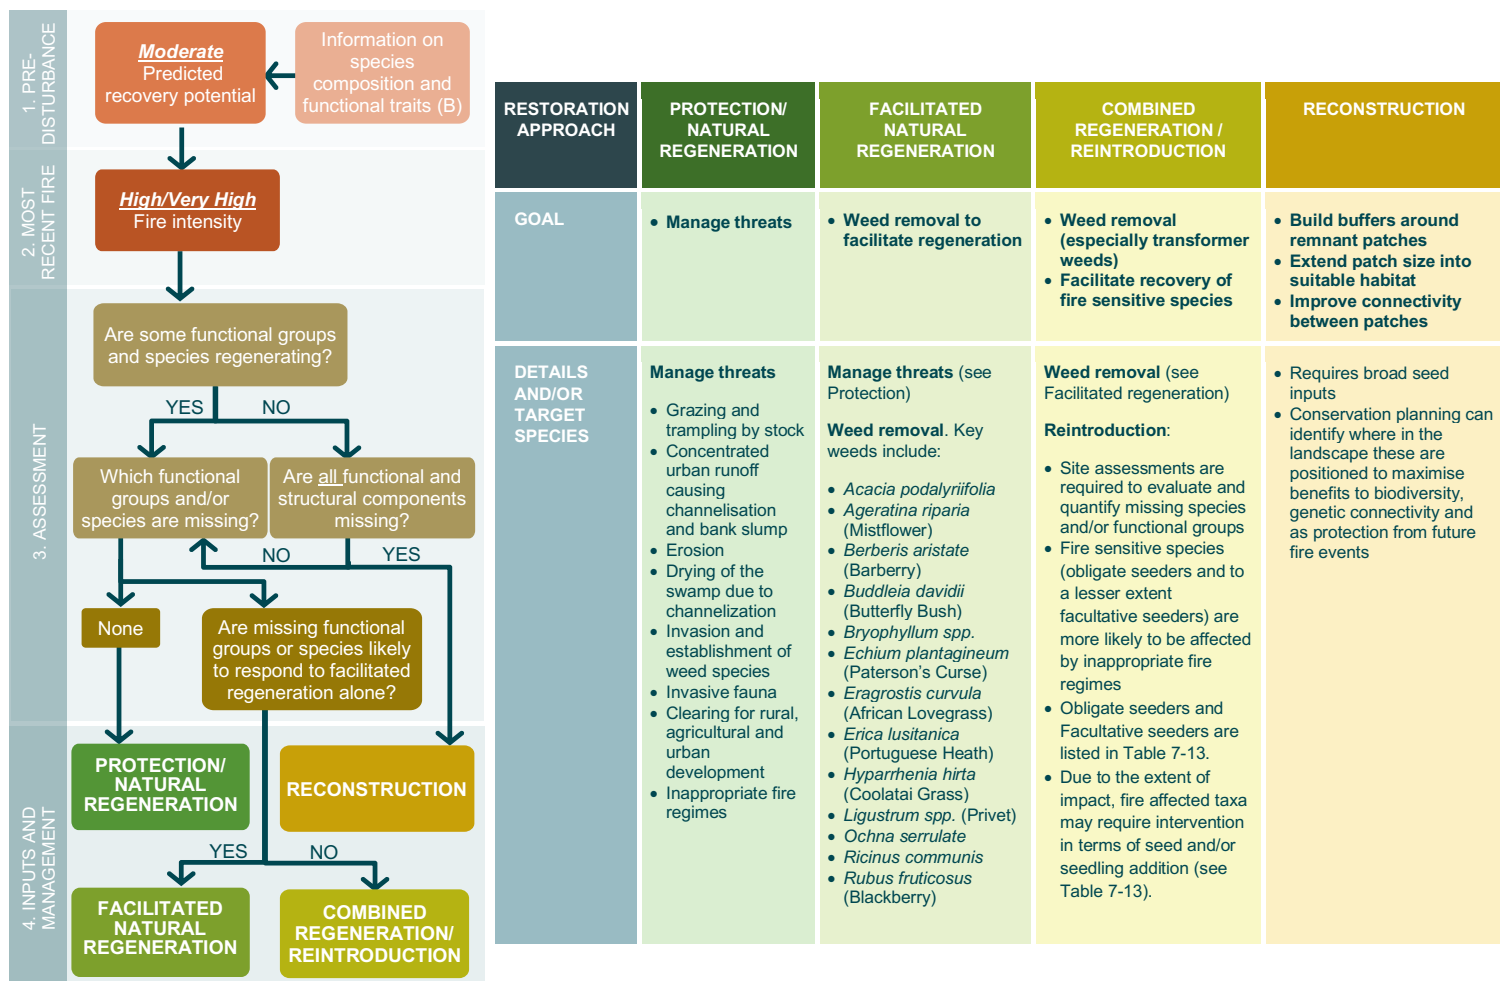 1. PRE-
DISTURBANCE
Moderate
Predicted
recovery potential
Information on
species
composition and
functional traits (B)
2. MOST
RECENT FIRE
High/Very High
Fire intensity
3. ASSESSMENT
Are some functional groups
and species regenerating?
YES
NO
Which functional
groups and/or
species are missing?
Are all functional and
structural components
missing?
NO
YES
None
Are missing functional
groups or species likely
to respond to facilitated
regeneration alone?
4. INPUTS AND
MANAGEMENT
PROTECTION/
NATURAL
REGENERATION
RECONSTRUCTION
YES
NO
FACILITATED
NATURAL
REGENERATION
COMBINED
REGENERATION/
REINTRODUCTION
RESTORATION
APPROACH
PROTECTION/
NATURAL
REGENERATION
FACILITATED
NATURAL
REGENERATION
COMBINED
REGENERATION /
REINTRODUCTION
RECONSTRUCTION
GOAL
• Manage threats
• Weed removal to
facilitate regeneration
• Weed removal
(especially transformer
weeds)
• Facilitate recovery of
fire sensitive species
• Build buffers around
remnant patches
• Extend patch size into
suitable habitat
• Improve connectivity
between patches
DETAILS
AND/OR
TARGET
SPECIES
Manage threats
• Grazing and
trampling by stock
• Concentrated
urban runoff
causing
channelisation
and bank slump
• Erosion
• Drying of the
swamp due to
channelization
• Invasion and
establishment of
weed species
• Invasive fauna
• Clearing for rural,
agricultural and
urban
development
• Inappropriate fire
regimes
Manage threats (see
Protection)
Weed removal. Key
weeds include:
• Acacia podalyriifolia
• Ageratina riparia
(Mistflower)
• Berberis aristate
(Barberry)
• Buddleia davidii
(Butterfly Bush)
• Bryophyllum spp.
• Echium plantagineum
(Paterson's Curse)
• Eragrostis curvula
(African Lovegrass)
• Erica lusitanica
(Portuguese Heath)
• Hyparrhenia hirta
(Coolatai Grass)
• Ligustrum spp. (Privet)
• Ochna serrulate
• Ricinus communis
• Rubus fruticosus
(Blackberry)
Weed removal (see
Facilitated regeneration)
Reintroduction:
• Site assessments are
required to evaluate and
quantify missing species
and/or functional groups
• Fire sensitive species
(obligate seeders and to
a lesser extent
facultative seeders) are
more likely to be affected
by inappropriate fire
regimes
• Obligate seeders and
Facultative seeders are
listed in Table 7-13.
• Due to the extent of
impact, fire affected taxa
may require intervention
in terms of seed and/or
seedling addition (see
Table 7-13).
• Requires broad seed
inputs
• Conservation planning can
identify where in the
landscape these are
positioned to maximise
benefits to biodiversity,
genetic connectivity and
as protection from future
fire events